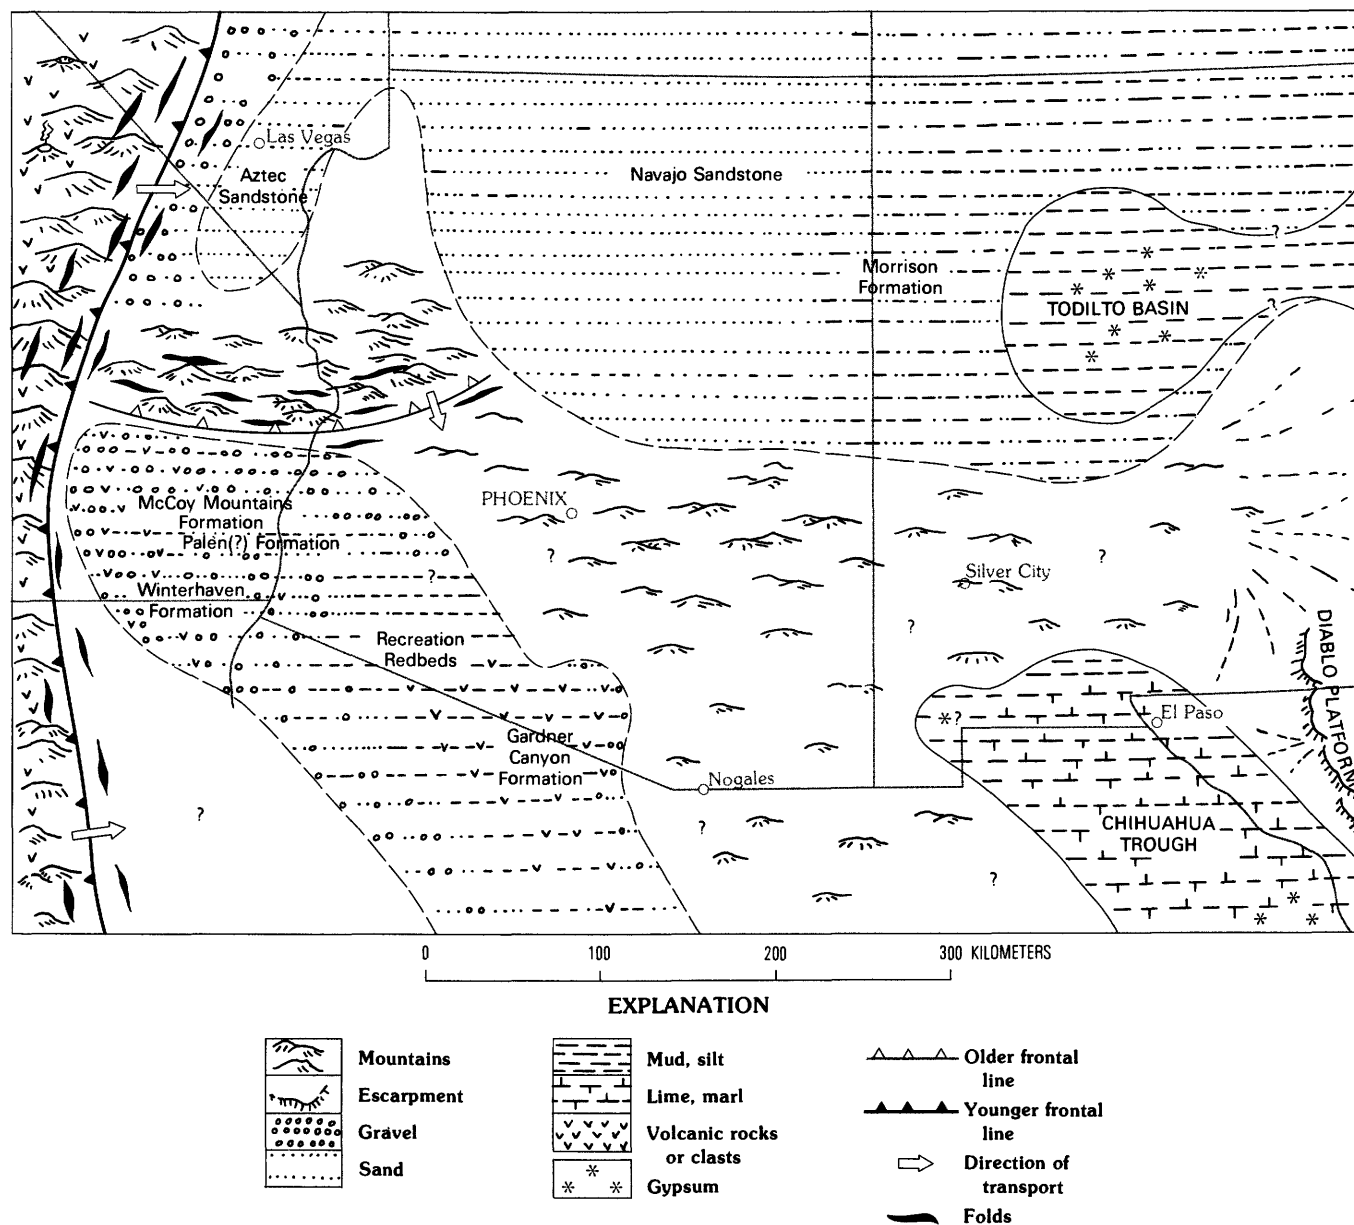 Las Vegas
Aztec
Sandstone
Navajo Sandstone
Morrison
Formation
?
TODILTO BASIN
?
PHOENIX
McCoy Mountains
Formation
Palen(?) Formation
?
?
?
Silver City
Winterhaven
Formation
?
Recreation
Redbeds
DIABLO PLATFORM
*?
El Paso
Gardner
Canyon
Formation
Nogales
?
?
CHIHUAHUA
TROUGH
?
0 100 200 300 KILOMETERS
EXPLANATION
Mountains
Escarpment
Gravel
Sand
Mud, silt
Lime, marl
Volcanic rocks
or clasts
Gypsum
Older frontal
line
Younger frontal
line
Direction of
transport
Folds